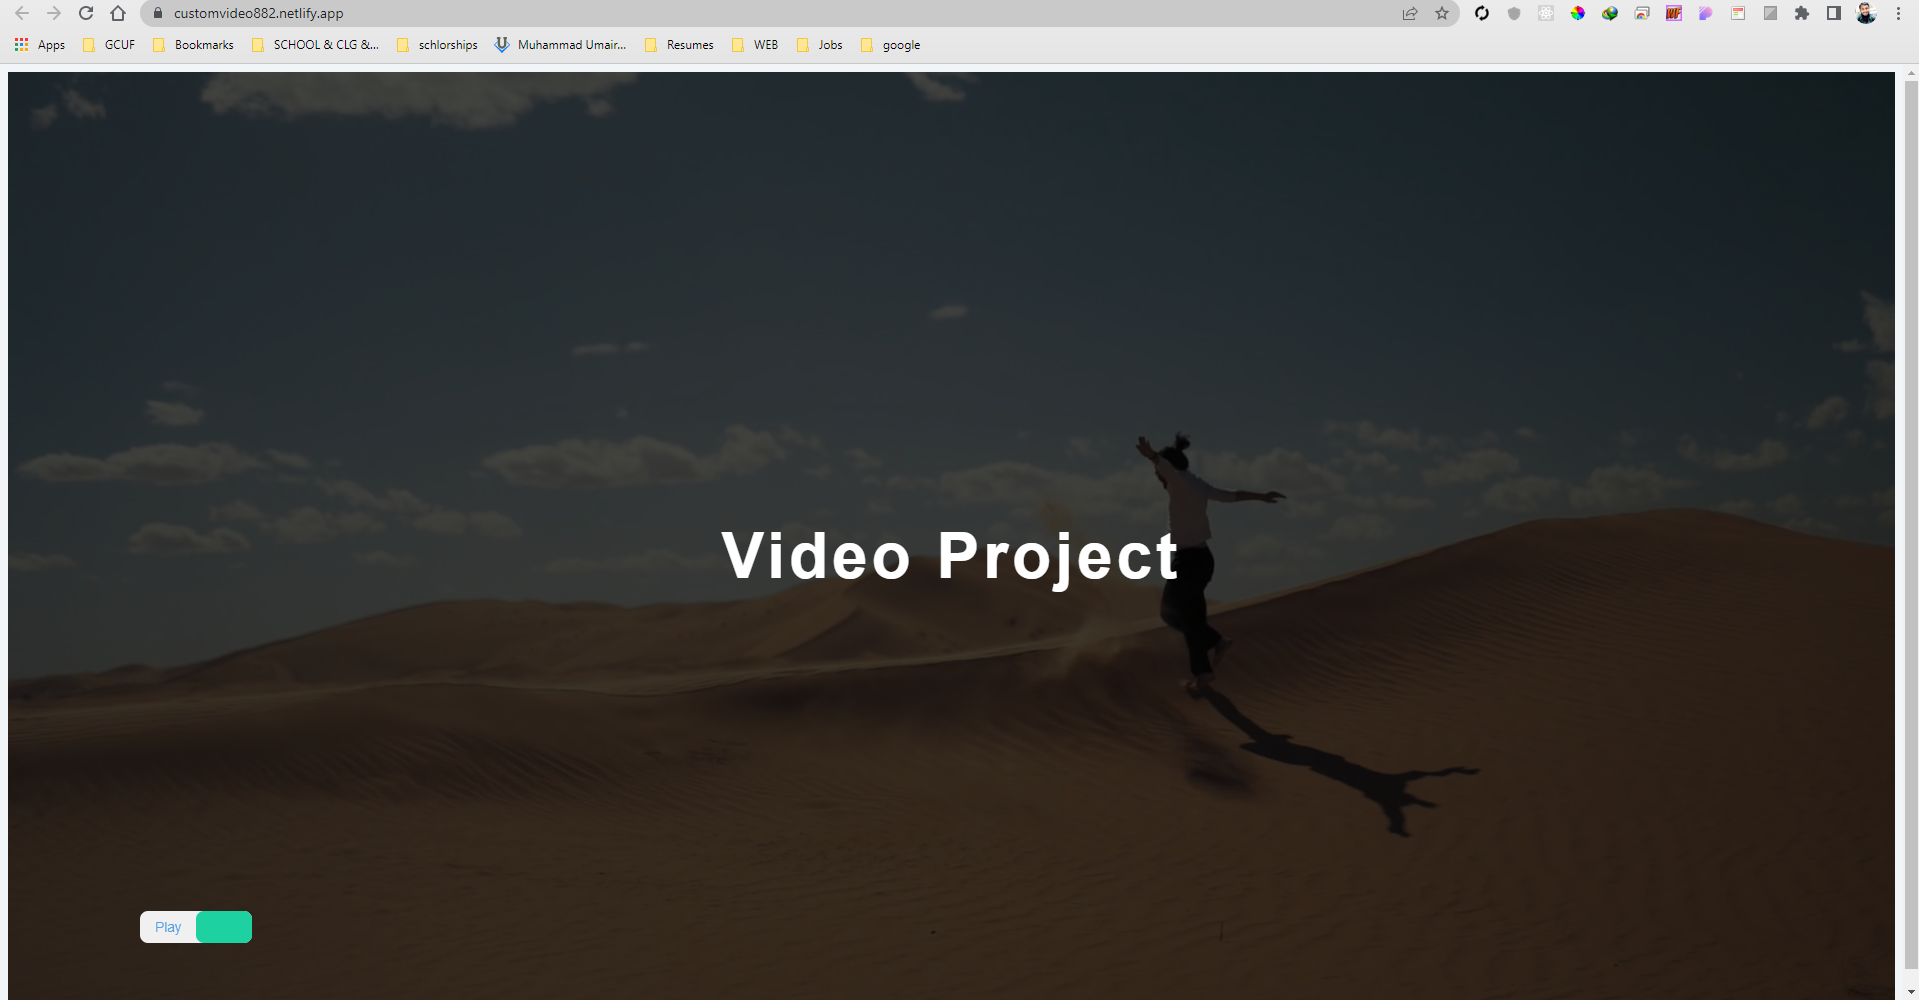 customvideo882.netlify.app
Apps GCUF Bookmarks SCHOOL & CLG &... schlorships Muhammad Umair... Resumes WEB Jobs google
Video Project
Play